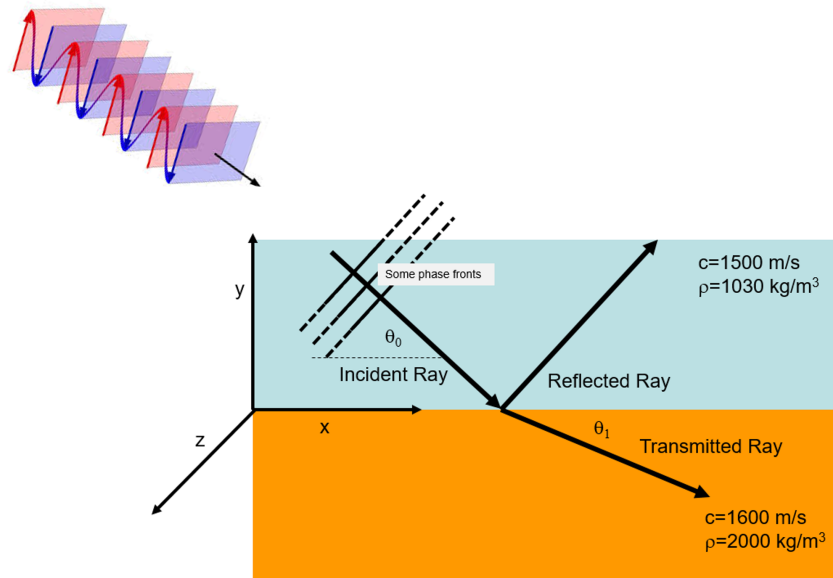 c=1500 m/s
ρ=1030 kg/m³
Some phase fronts
y
θ₀
Incident Ray
Reflected Ray
x
z
θ₁
Transmitted Ray
c=1600 m/s
ρ=2000 kg/m³